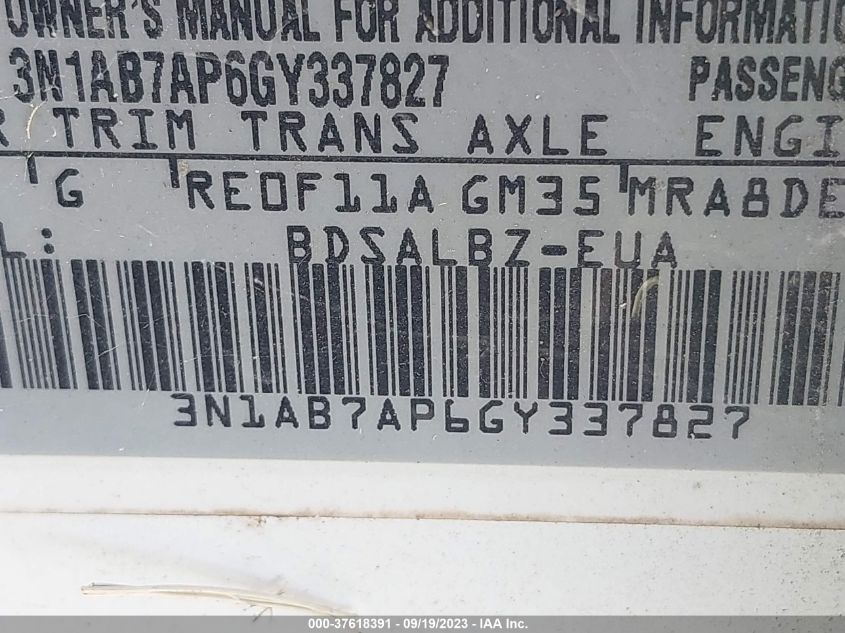 OWNER'S MANUAL FOR ADDITIONAL INFORMATIO
3N1AB7AP6GY337827 PASSENG
R TRIM TRANS AXLE ENGI
G RE0F11A GM35 MRA8DE
L: BDSALBZ-EUA
3N1AB7AP6GY337827
000-37618391 - 09/19/2023 - IAA Inc.